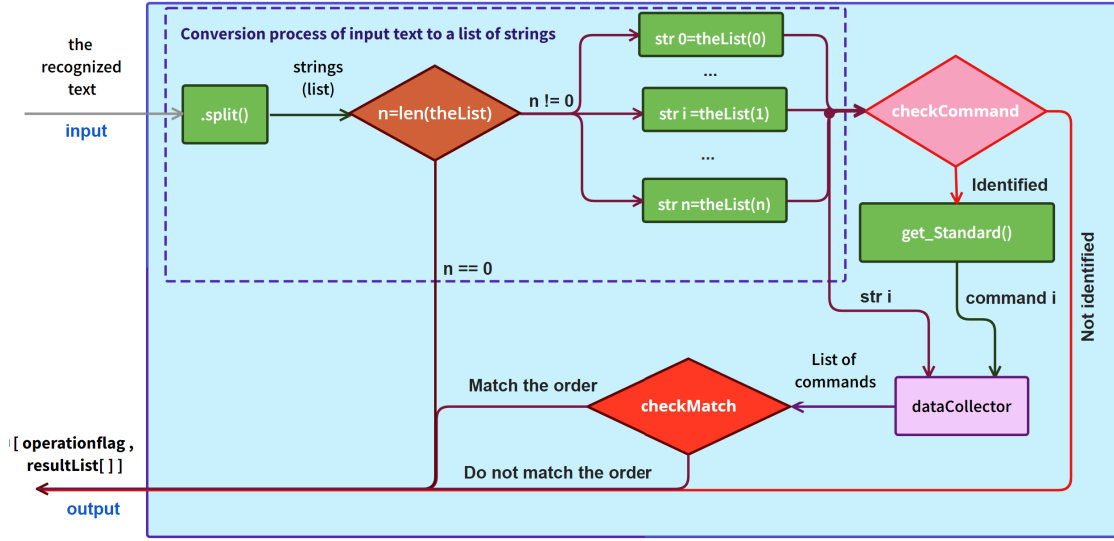 the
recognized
text
input
Conversion process of input text to a list of strings
.split()
strings
(list)
n=len(theList)
n != 0
n == 0
str 0=theList(0)
...
str i =theList(1)
...
str n=theList(n)
checkCommand
Identified
get_Standard()
Not identified
str i
command i
dataCollector
List of
commands
checkMatch
Match the order
Do not match the order
[ operationflag ,
resultList[ ] ]
output